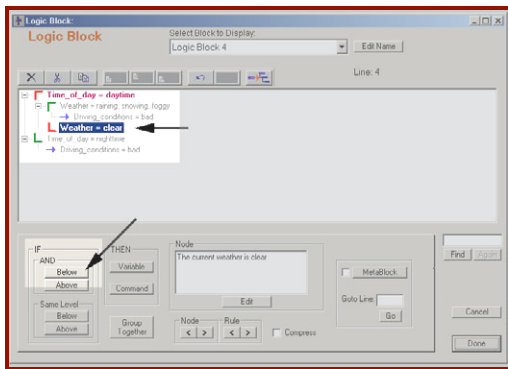 Logic Block:
Logic Block
Select Block to Display:
Logic Block 4
Edit Name
Line: 4
Time_of_day = daytime
Weather = raining, snowing, foggy
Driving_conditions = bad
Weather = clear
Time_of_day = nighttime
Driving_conditions = bad
IF
AND
Below
Above
Same Level
Below
Above
THEN
Variable
Command
Group
Together
Node
The current weather is clear
Edit
Node
Rule
< >
< >
Compress
MetaBlock
Goto Line:
Go
Find
Again
Cancel
Done